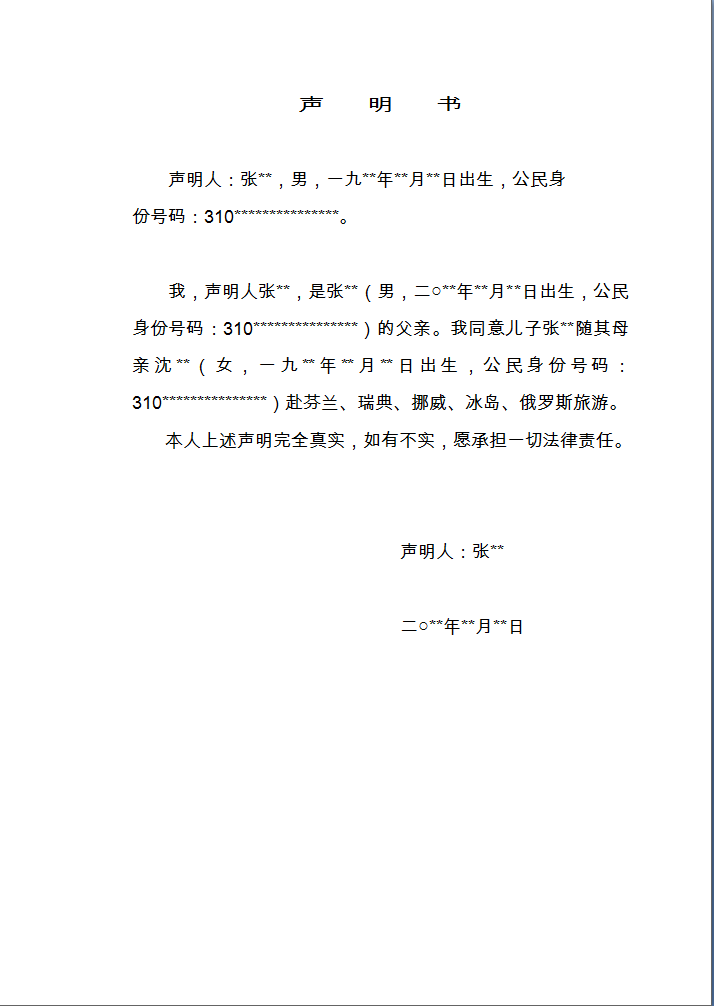 声 明 书
声明人：张**，男，一九**年**月**日出生，公民身
份号码：310***************。
我，声明人张**，是张**（男，二○**年**月**日出生，公民
身份号码：310***************）的父亲。我同意儿子张**随其母
亲沈**（女，一九**年**月**日出生，公民身份号码：
310***************）赴芬兰、瑞典、挪威、冰岛、俄罗斯旅游。
本人上述声明完全真实，如有不实，愿承担一切法律责任。
声明人：张**
二○**年**月**日